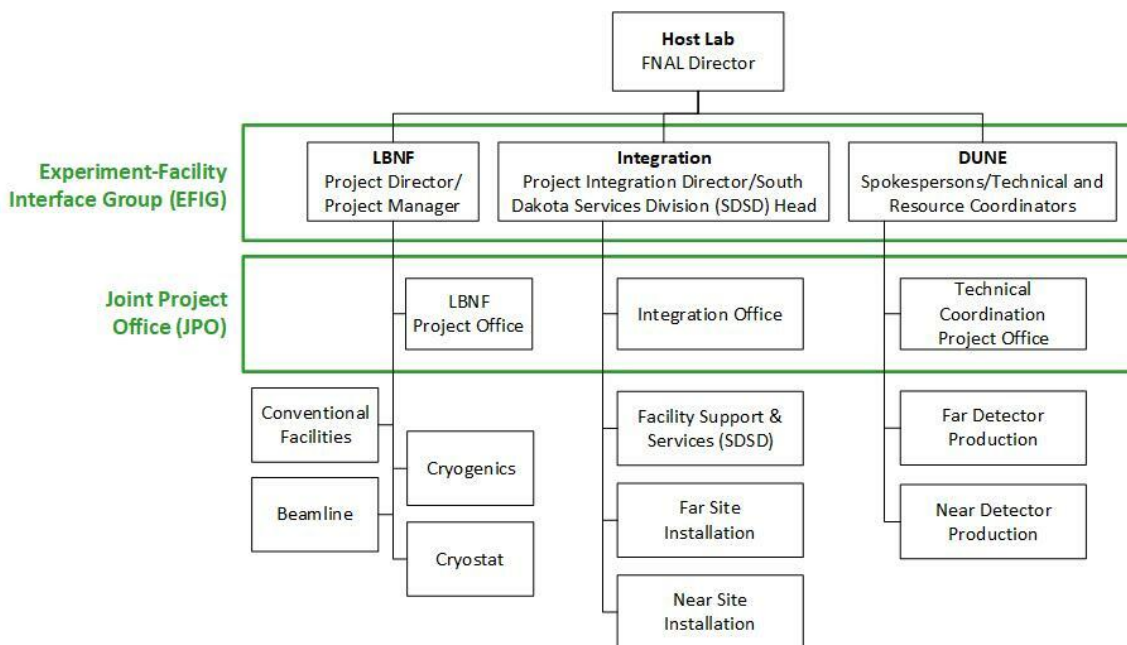 Host Lab
FNAL Director
Experiment-Facility
Interface Group (EFIG)
LBNF
Project Director/
Project Manager
Integration
Project Integration Director/South
Dakota Services Division (SDSD) Head
DUNE
Spokespersons/Technical and
Resource Coordinators
Joint Project
Office (JPO)
LBNF
Project Office
Integration Office
Technical
Coordination
Project Office
Conventional
Facilities
Cryogenics
Beamline
Cryostat
Facility Support &
Services (SDSD)
Far Site
Installation
Near Site
Installation
Far Detector
Production
Near Detector
Production